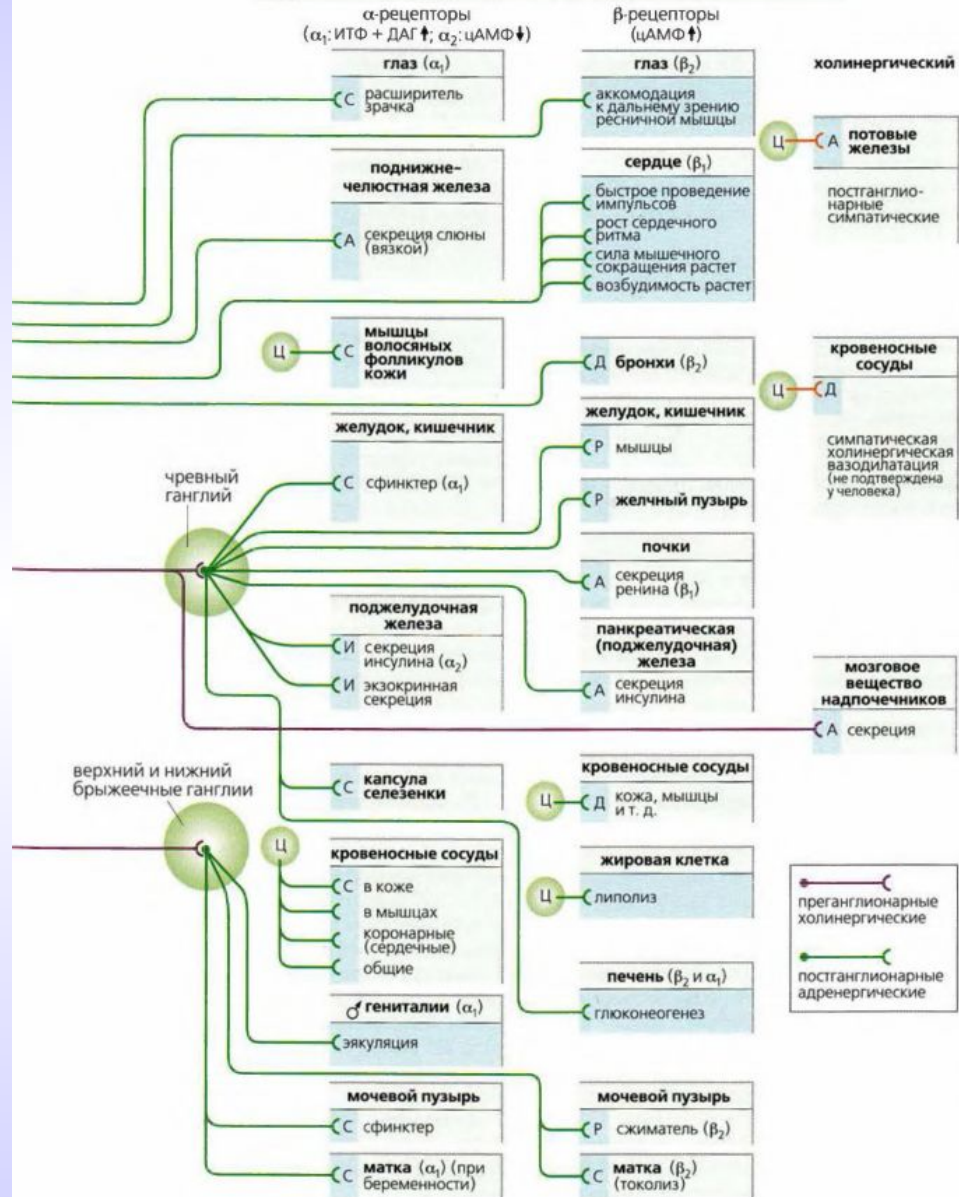 α-рецепторы
(α₁: ИТФ + ДАГ↑; α₂: цАМФ↓)
глаз (α₁)
С расширитель
зрачка
поднижне-
челюстная железа
А секреция слюны
(вязкой)
Ц
С мышцы
волосяных
фолликулов
кожи
желудок, кишечник
С сфинктер (α₁)
чревный
ганглий
поджелудочная
железа
И секреция
инсулина (α₂)
И экзокринная
секреция
С капсула
селезенки
верхний и нижний
брыжеечные ганглии
Ц
кровеносные сосуды
С в коже
в мышцах
коронарные
(сердечные)
общие
♂ гениталии (α₁)
эякуляция
мочевой пузырь
С сфинктер
С матка (α₁) (при
беременности)
β-рецепторы
(цАМФ↑)
глаз (β₂)
аккомодация
к дальнему зрению
ресничной мышцы
сердце (β₁)
быстрое проведение
импульсов
рост сердечного
ритма
сила мышечного
сокращения растет
возбудимость растет
Д бронхи (β₂)
желудок, кишечник
Р мышцы
Р желчный пузырь
почки
А секреция
ренина (β₁)
панкреатическая
(поджелудочная)
железа
А секреция
инсулина
кровеносные сосуды
Ц
Д кожа, мышцы
и т. д.
жировая клетка
Ц
липолиз
печень (β₂ и α₁)
глюконеогенез
мочевой пузырь
Р сжиматель (β₂)
С матка (β₂)
(токолиз)
холинергический
Ц
А потовые
железы
постганглио-
нарные
симпатические
кровеносные
сосуды
Ц
Д
симпатическая
холинергическая
вазодилатация
(не подтверждена
у человека)
мозговое
вещество
надпочечников
А секреция
преганглионарные
холинергические
постганглионарные
адренергические